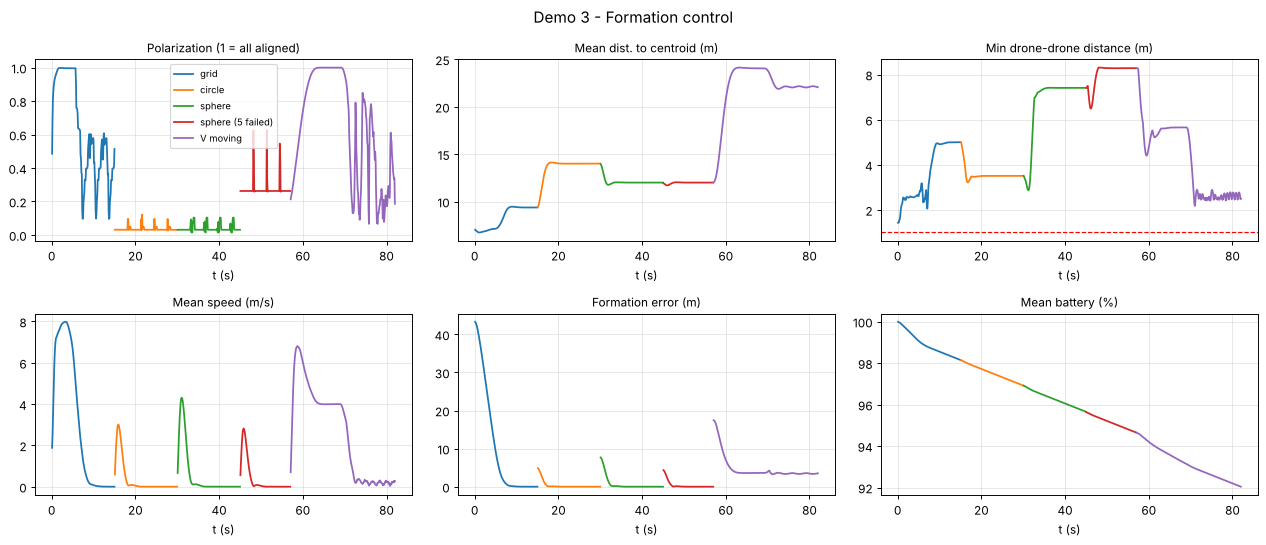 Demo 3 - Formation control
Polarization (1 = all aligned)
1.0
0.8
0.6
0.4
0.2
0.0
grid
circle
sphere
sphere (5 failed)
V moving
0 20 40 60 80
t (s)
Mean dist. to centroid (m)
25
20
15
10
0 20 40 60 80
t (s)
Min drone-drone distance (m)
8
6
4
2
0 20 40 60 80
t (s)
Mean speed (m/s)
8
6
4
2
0
0 20 40 60 80
t (s)
Formation error (m)
40
30
20
10
0
0 20 40 60 80
t (s)
Mean battery (%)
100
98
96
94
92
0 20 40 60 80
t (s)